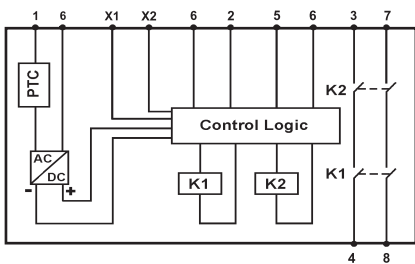 1 6 X1 X2 6 2 5 6 3 7
PTC
K2
Control Logic
AC
DC
- +
K1 K2
K1
4 8